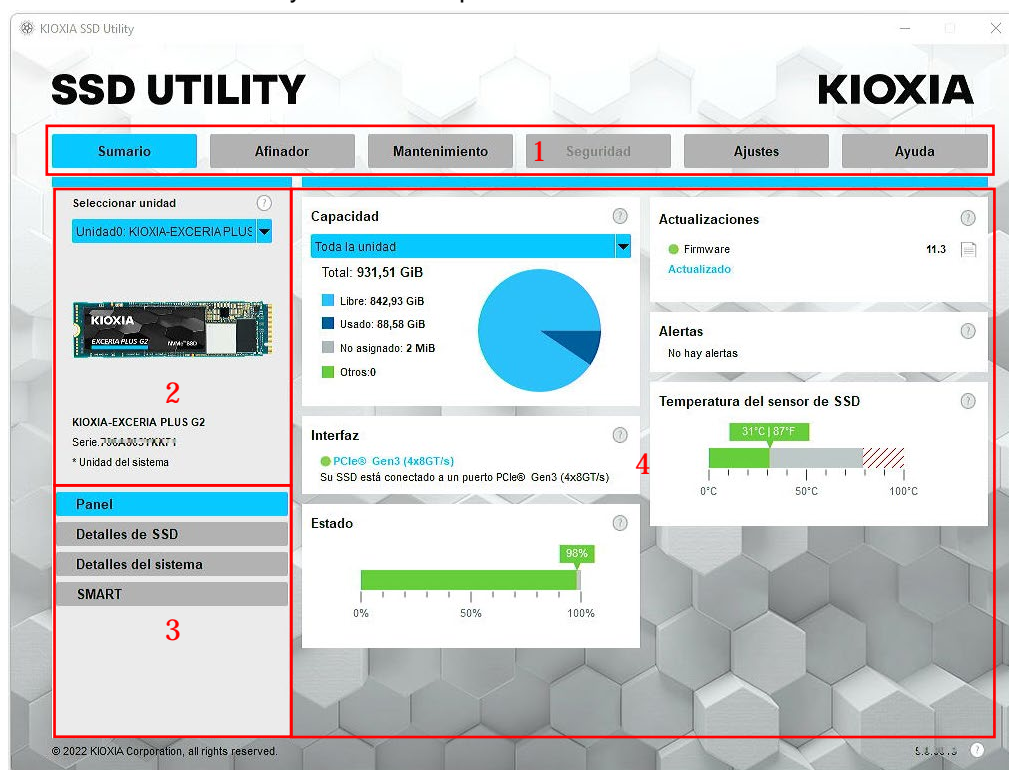 KIOXIA SSD Utility
SSD UTILITY
KIOXIA
Sumario
Afinador
Mantenimiento
1
Seguridad
Ajustes
Ayuda
Seleccionar unidad
?
Unidad0: KIOXIA-EXCERIA PLUS
KIOXIA
EXCERIA PLUS G2
NVMe™ SSD
2
KIOXIA-EXCERIA PLUS G2
Serie.
* Unidad del sistema
Panel
Detalles de SSD
Detalles del sistema
SMART
3
Capacidad
?
Toda la unidad
Total: 931,51 GiB
Libre: 842,93 GiB
Usado: 88,58 GiB
No asignado: 2 MiB
Otros:0
Interfaz
?
PCIe® Gen3 (4x8GT/s)
Su SSD está conectado a un puerto PCIe® Gen3 (4x8GT/s)
4
Estado
?
98%
0% 50% 100%
Actualizaciones
?
Firmware 11.3
Actualizado
Alertas
?
No hay alertas
Temperatura del sensor de SSD
?
31°C | 87°F
0°C 50°C 100°C
© 2022 KIOXIA Corporation, all rights reserved.
?